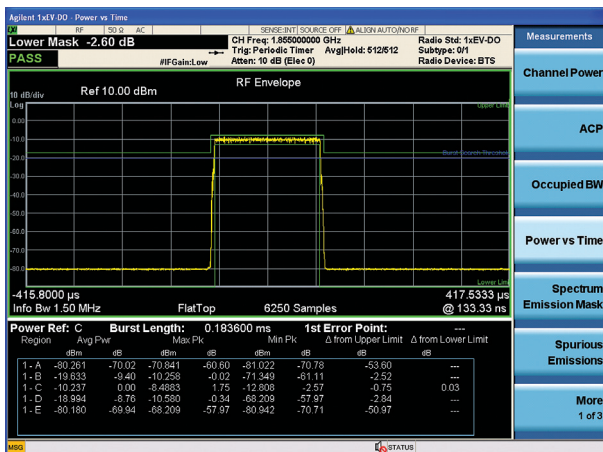 Agilent 1xEV-DO - Power vs Time
RF 50 Ω AC SENSE:INT SOURCE OFF ALIGN AUTO/NO RF
Lower Mask -2.60 dB
PASS
#IFGain:Low
CH Freq: 1.855000000 GHz
Trig: Periodic Timer Avg|Hold: 512/512
Atten: 10 dB (Elec 0)
Radio Std: 1xEV-DO
Subtype: 0/1
Radio Device: BTS
RF Envelope
10 dB/div Ref 10.00 dBm
Log
Upper Lim
0.00
-10.0
Burst Search Threshold
-20.0
-30.0
-40.0
-50.0
-60.0
-70.0
-80.0
Lower Lim
-415.8000 µs 417.5333 µs
Info Bw 1.50 MHz FlatTop 6250 Samples @ 133.33 ns
Power Ref: C Burst Length: 0.183600 ms 1st Error Point: ---
Region Avg Pwr Max Pk Min Pk Δ from Upper Limit Δ from Lower Limit
dBm dB dBm dB dBm dB dB dB
1 - A -80.261 -70.02 -70.841 -60.60 -81.022 -70.78 -53.60 ---
1 - B -19.633 -9.40 -10.258 -0.02 -71.349 -61.11 -2.52 ---
1 - C -10.237 0.00 -8.4883 1.75 -12.808 -2.57 -0.75 0.03
1 - D -18.994 -8.76 -10.580 -0.34 -68.209 -57.97 -2.84 ---
1 - E -80.180 -69.94 -68.209 -57.97 -80.942 -70.71 -50.97 ---
MSG
STATUS
Measurements
Channel Power
ACP
Occupied BW
Power vs Time
Spectrum
Emission Mask
Spurious
Emissions
More
1 of 3